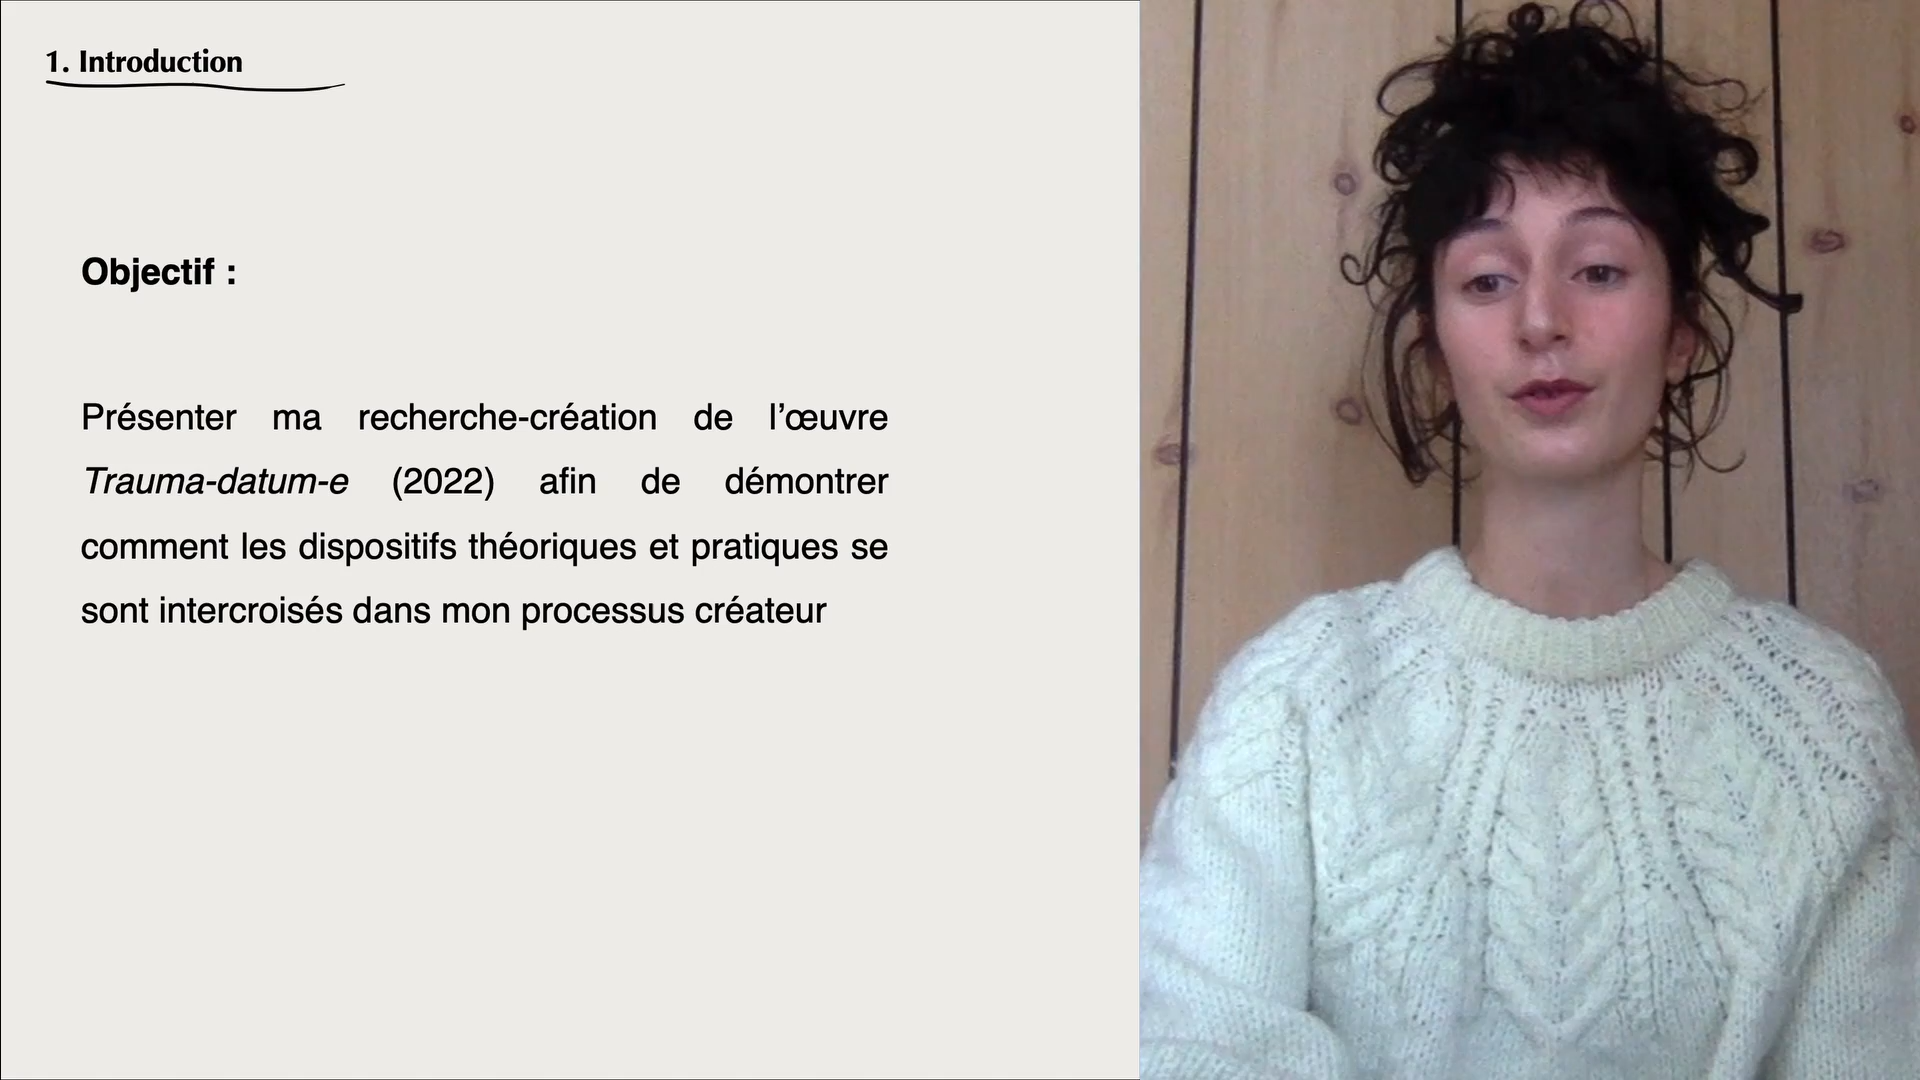 1. Introduction
Objectif :
Présenter ma recherche-création de l’œuvre
Trauma-datum-e (2022) afin de démontrer
comment les dispositifs théoriques et pratiques se
sont intercroisés dans mon processus créateur